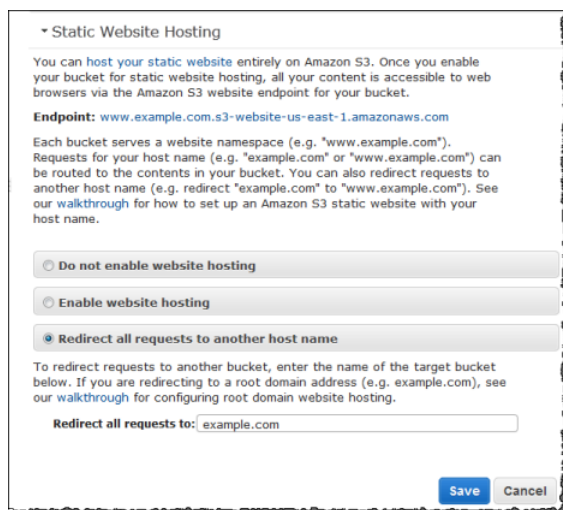 Static Website Hosting
You can host your static website entirely on Amazon S3. Once you enable
your bucket for static website hosting, all your content is accessible to web
browsers via the Amazon S3 website endpoint for your bucket.
Endpoint: www.example.com.s3-website-us-east-1.amazonaws.com
Each bucket serves a website namespace (e.g. "www.example.com").
Requests for your host name (e.g. "example.com" or "www.example.com") can
be routed to the contents in your bucket. You can also redirect requests to
another host name (e.g. redirect "example.com" to "www.example.com"). See
our walkthrough for how to set up an Amazon S3 static website with your
host name.
Do not enable website hosting
Enable website hosting
Redirect all requests to another host name
To redirect requests to another bucket, enter the name of the target bucket
below. If you are redirecting to a root domain address (e.g. example.com), see
our walkthrough for configuring root domain website hosting.
Redirect all requests to: example.com
Save Cancel